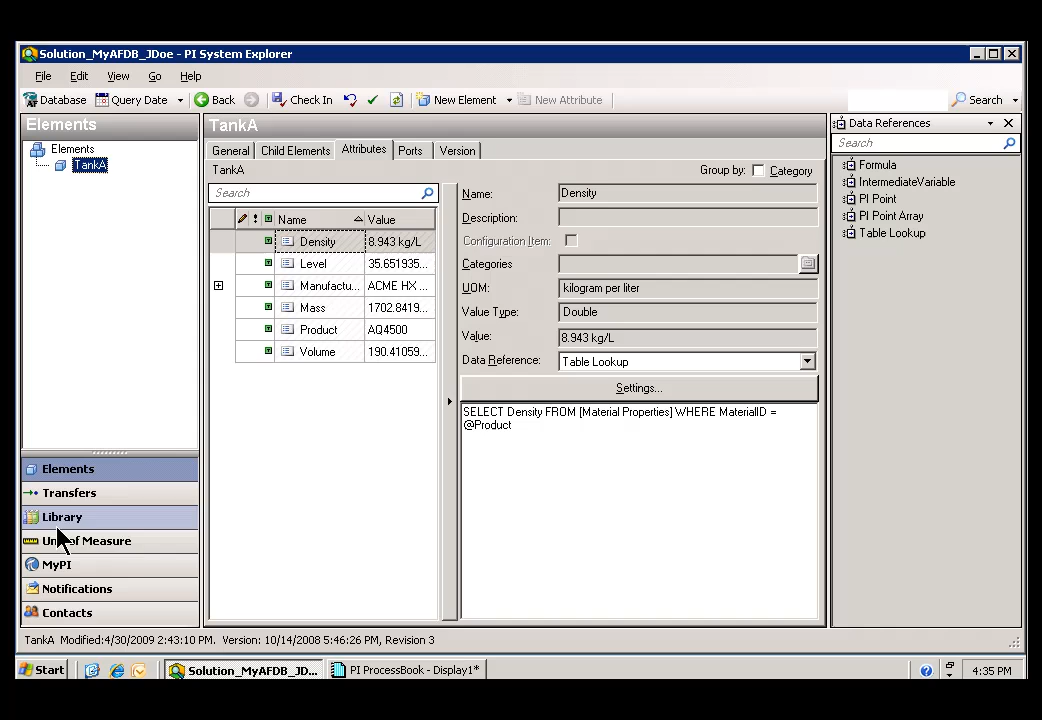 Solution_MyAFDB_JDoe - PI System Explorer
File Edit View Go Help
Database Query Date Back Check In New Element New Attribute Search
Elements
TankA
Data References
Elements
TankA
General Child Elements Attributes Ports Version
TankA
Group by: Category
Search
Search
Name Value
Density 8.943 kg/L
Level 35.651935...
Manufactu... ACME HX ...
Mass 1702.8419...
Product AQ4500
Volume 190.41059...
Name: Density
Description:
Configuration Item:
Categories
UOM: kilogram per liter
Value Type: Double
Value: 8.943 kg/L
Data Reference: Table Lookup
Settings...
SELECT Density FROM [Material Properties] WHERE MaterialID =
@Product
Formula
IntermediateVariable
PI Point
PI Point Array
Table Lookup
Elements
Transfers
Library
of Measure
MyPI
Notifications
Contacts
TankA Modified:4/30/2009 2:43:10 PM. Version: 10/14/2008 5:46:26 PM, Revision 3
Start Solution_MyAFDB_JD... PI ProcessBook - Display1* 4:35 PM